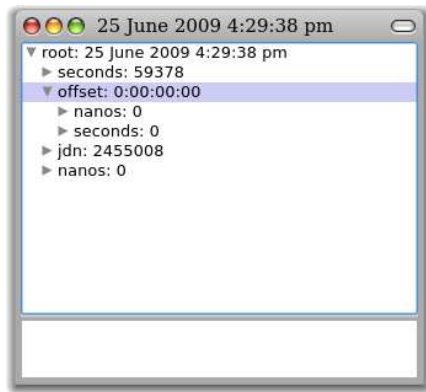 25 June 2009 4:29:38 pm
root: 25 June 2009 4:29:38 pm
seconds: 59378
offset: 0:00:00:00
nanos: 0
seconds: 0
jdn: 2455008
nanos: 0